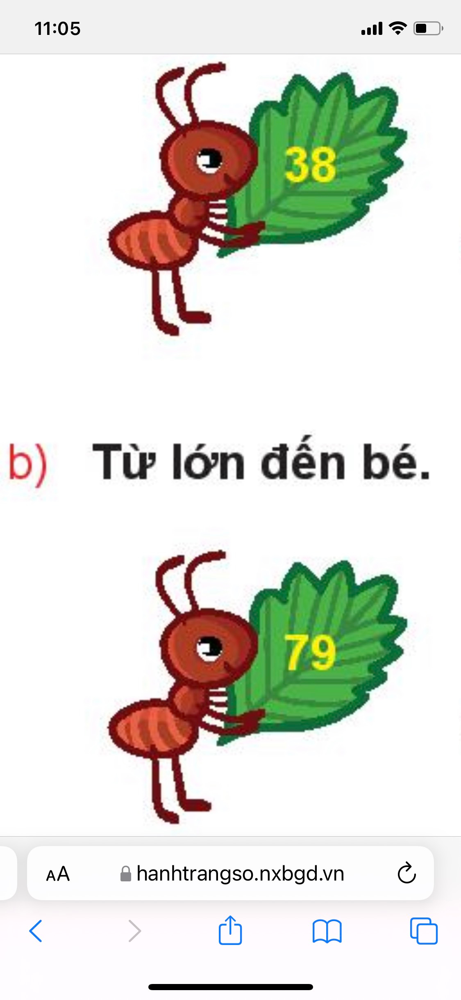 11:05
38
b) Từ lớn đến bé.
79
AA hanhtrangso.nxbgd.vn